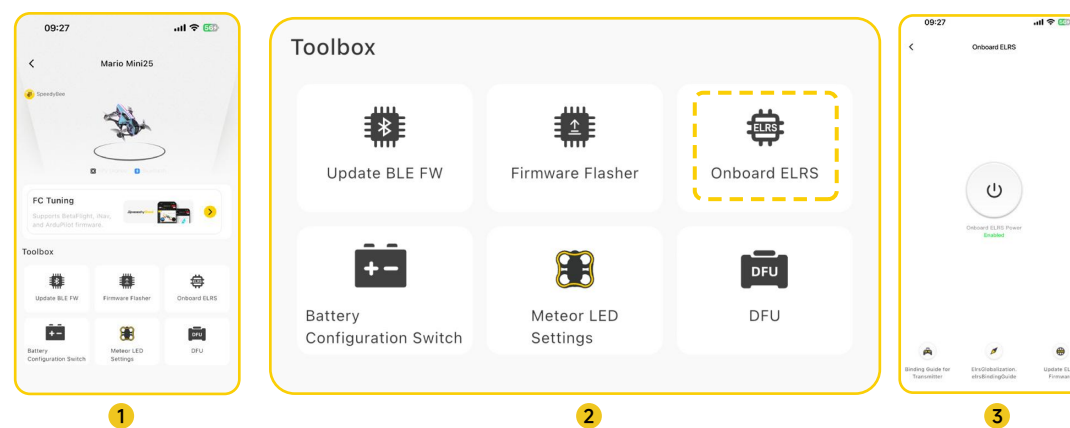 09:27
58
Mario Mini25
SpeedyBee
FC Tuning
Supports BetaFlight, iNav,
and ArduPilot firmware.
Toolbox
Update BLE FW
Firmware Flasher
Onboard ELRS
Battery
Configuration Switch
Meteor LED
Settings
DFU
DFU
1
Toolbox
Update BLE FW
Firmware Flasher
ELRS
Onboard ELRS
Battery
Configuration Switch
Meteor LED
Settings
DFU
DFU
2
09:27
Onboard ELRS
Onboard ELRS Power
Enabled
Binding Guide for
Transmitter
ElrsGlobalization.
elrsBindingGuide
Update EL
Firmwar
3